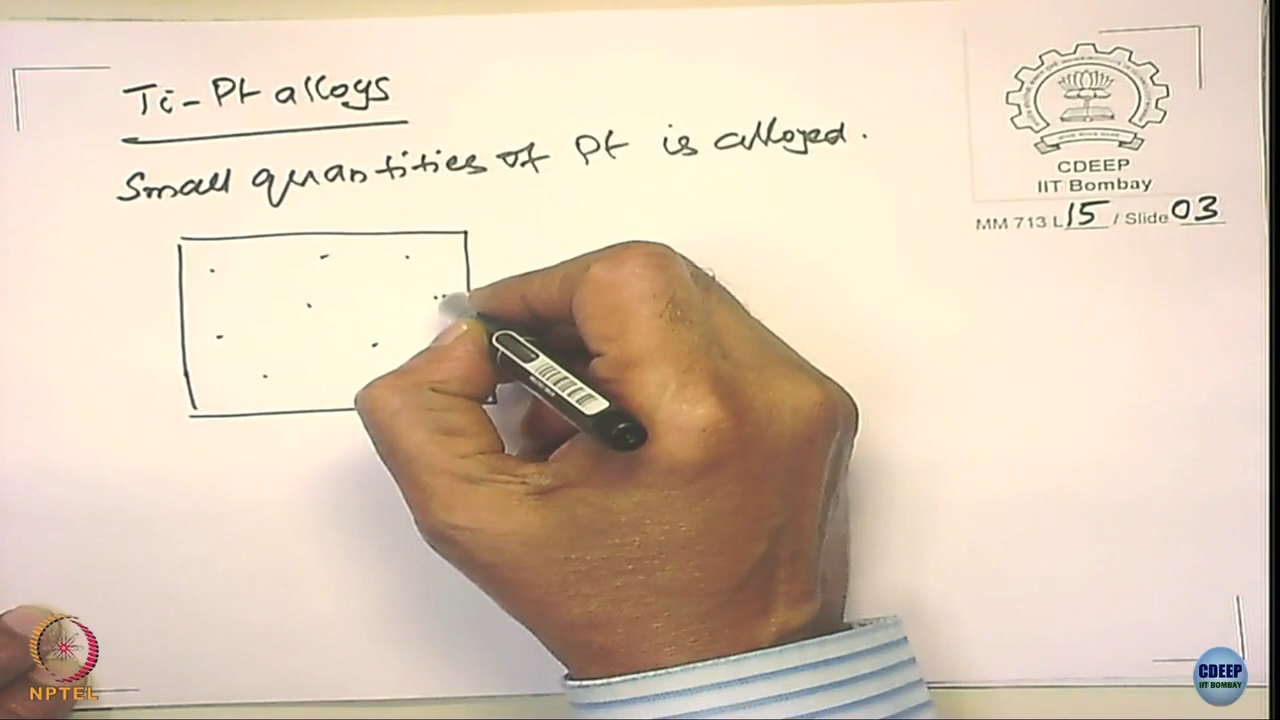 Ti-Pt alloys
Small quantities of Pt is alloyed.
CDEEP
IIT Bombay
MM 713 L15 / Slide 03
NPTEL
CDEEP
IIT BOMBAY